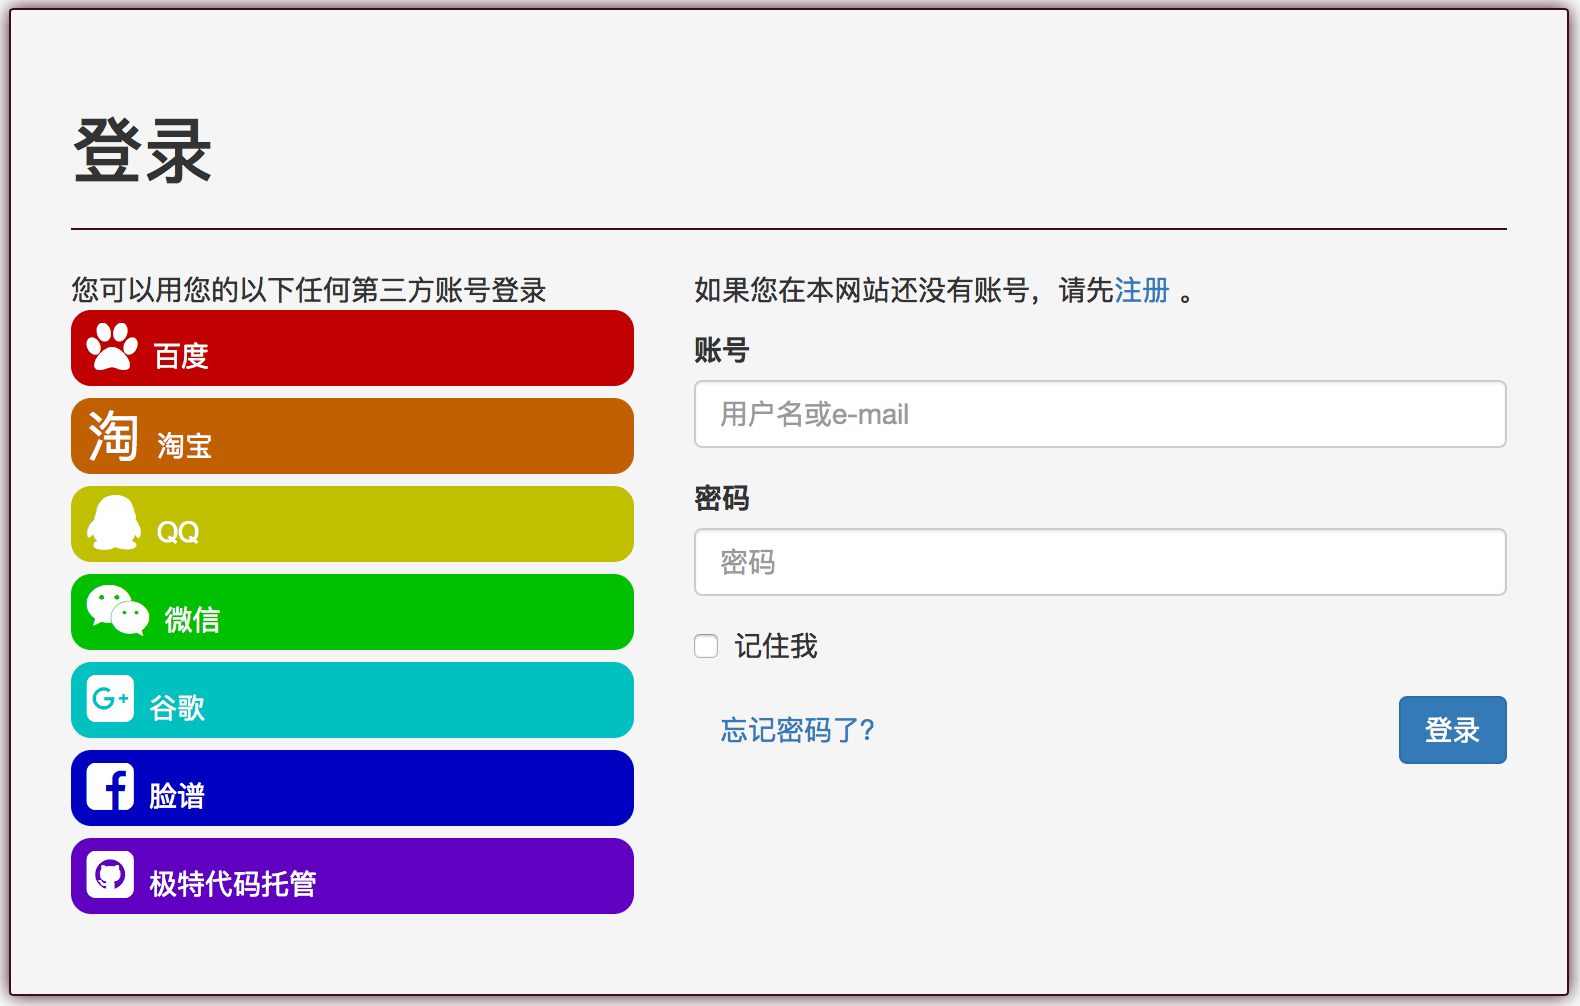 登录
您可以用您的以下任何第三方账号登录
百度
淘 淘宝
QQ
微信
G+ 谷歌
脸谱
极特代码托管
如果您在本网站还没有账号，请先注册 。
账号
用户名或e-mail
密码
密码
记住我
忘记密码了?
登录